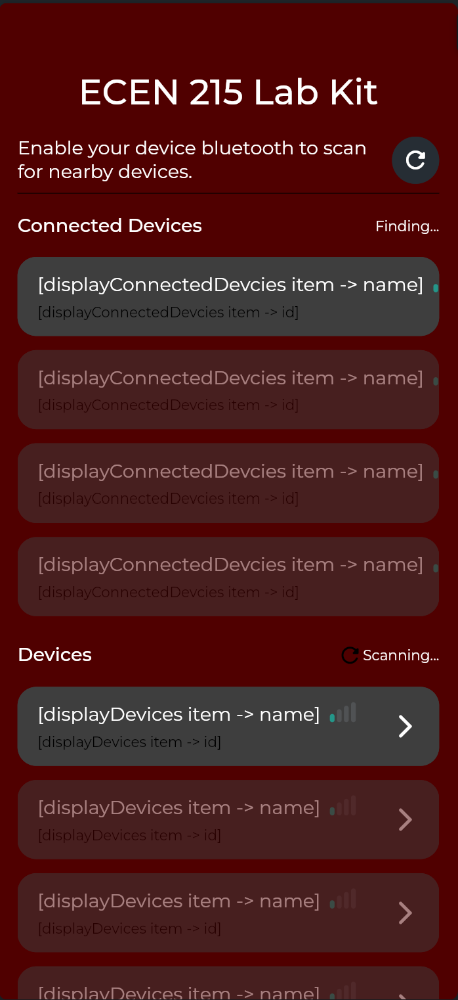 ECEN 215 Lab Kit
Enable your device bluetooth to scan
for nearby devices.
Connected Devices
Finding...
[displayConnectedDevcies item -> name]
[displayConnectedDevcies item -> id]
[displayConnectedDevcies item -> name]
[displayConnectedDevcies item -> id]
[displayConnectedDevcies item -> name]
[displayConnectedDevcies item -> id]
[displayConnectedDevcies item -> name]
[displayConnectedDevcies item -> id]
Devices
Scanning...
[displayDevices item -> name]
[displayDevices item -> id]
[displayDevices item -> name]
[displayDevices item -> id]
[displayDevices item -> name]
[displayDevices item -> id]
[displayDevices item -> name]